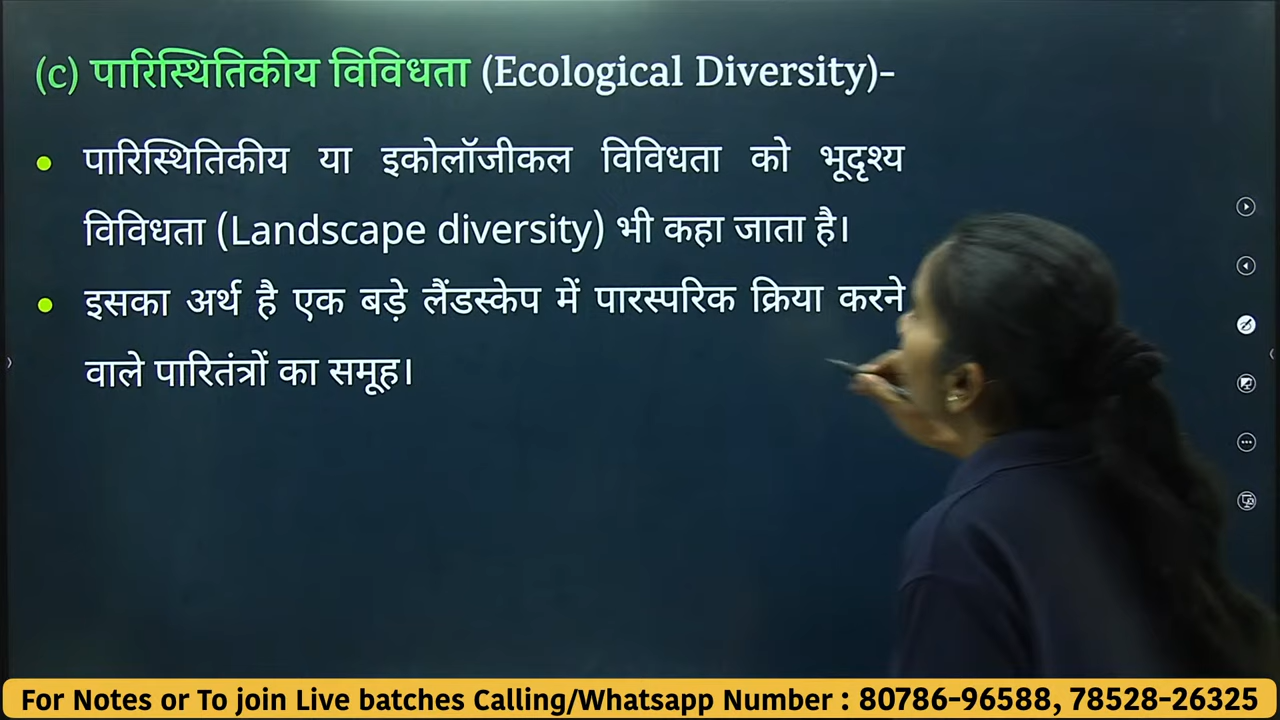 (c) पारिस्थितिकीय विविधता (Ecological Diversity)-
पारिस्थितिकीय या इकोलॉजीकल विविधता को भूदृश्य
विविधता (Landscape diversity) भी कहा जाता है।
इसका अर्थ है एक बड़े लैंडस्केप में पारस्परिक क्रिया करने
वाले पारितंत्रों का समूह।
For Notes or To join Live batches Calling/Whatsapp Number : 80786-96588, 78528-26325